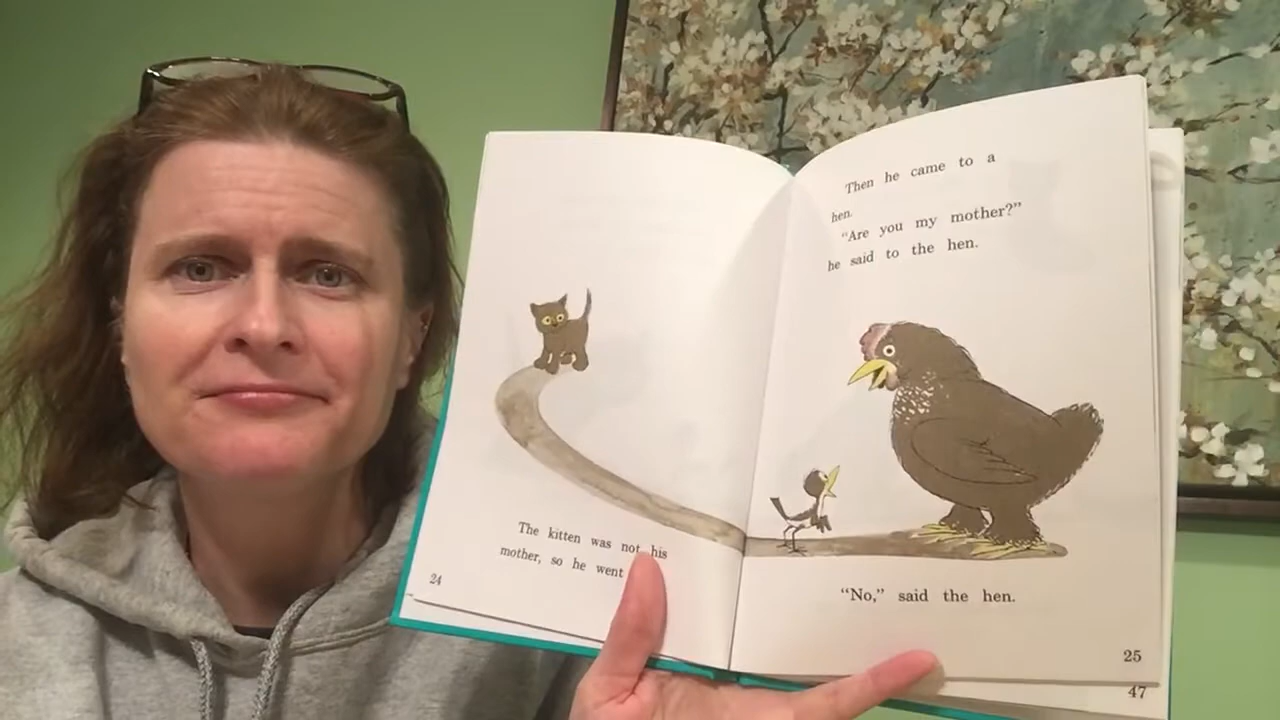 The kitten was not his
mother, so he went
24
Then he came to a
hen.
“Are you my mother?”
he said to the hen.
“No,” said the hen.
25
47